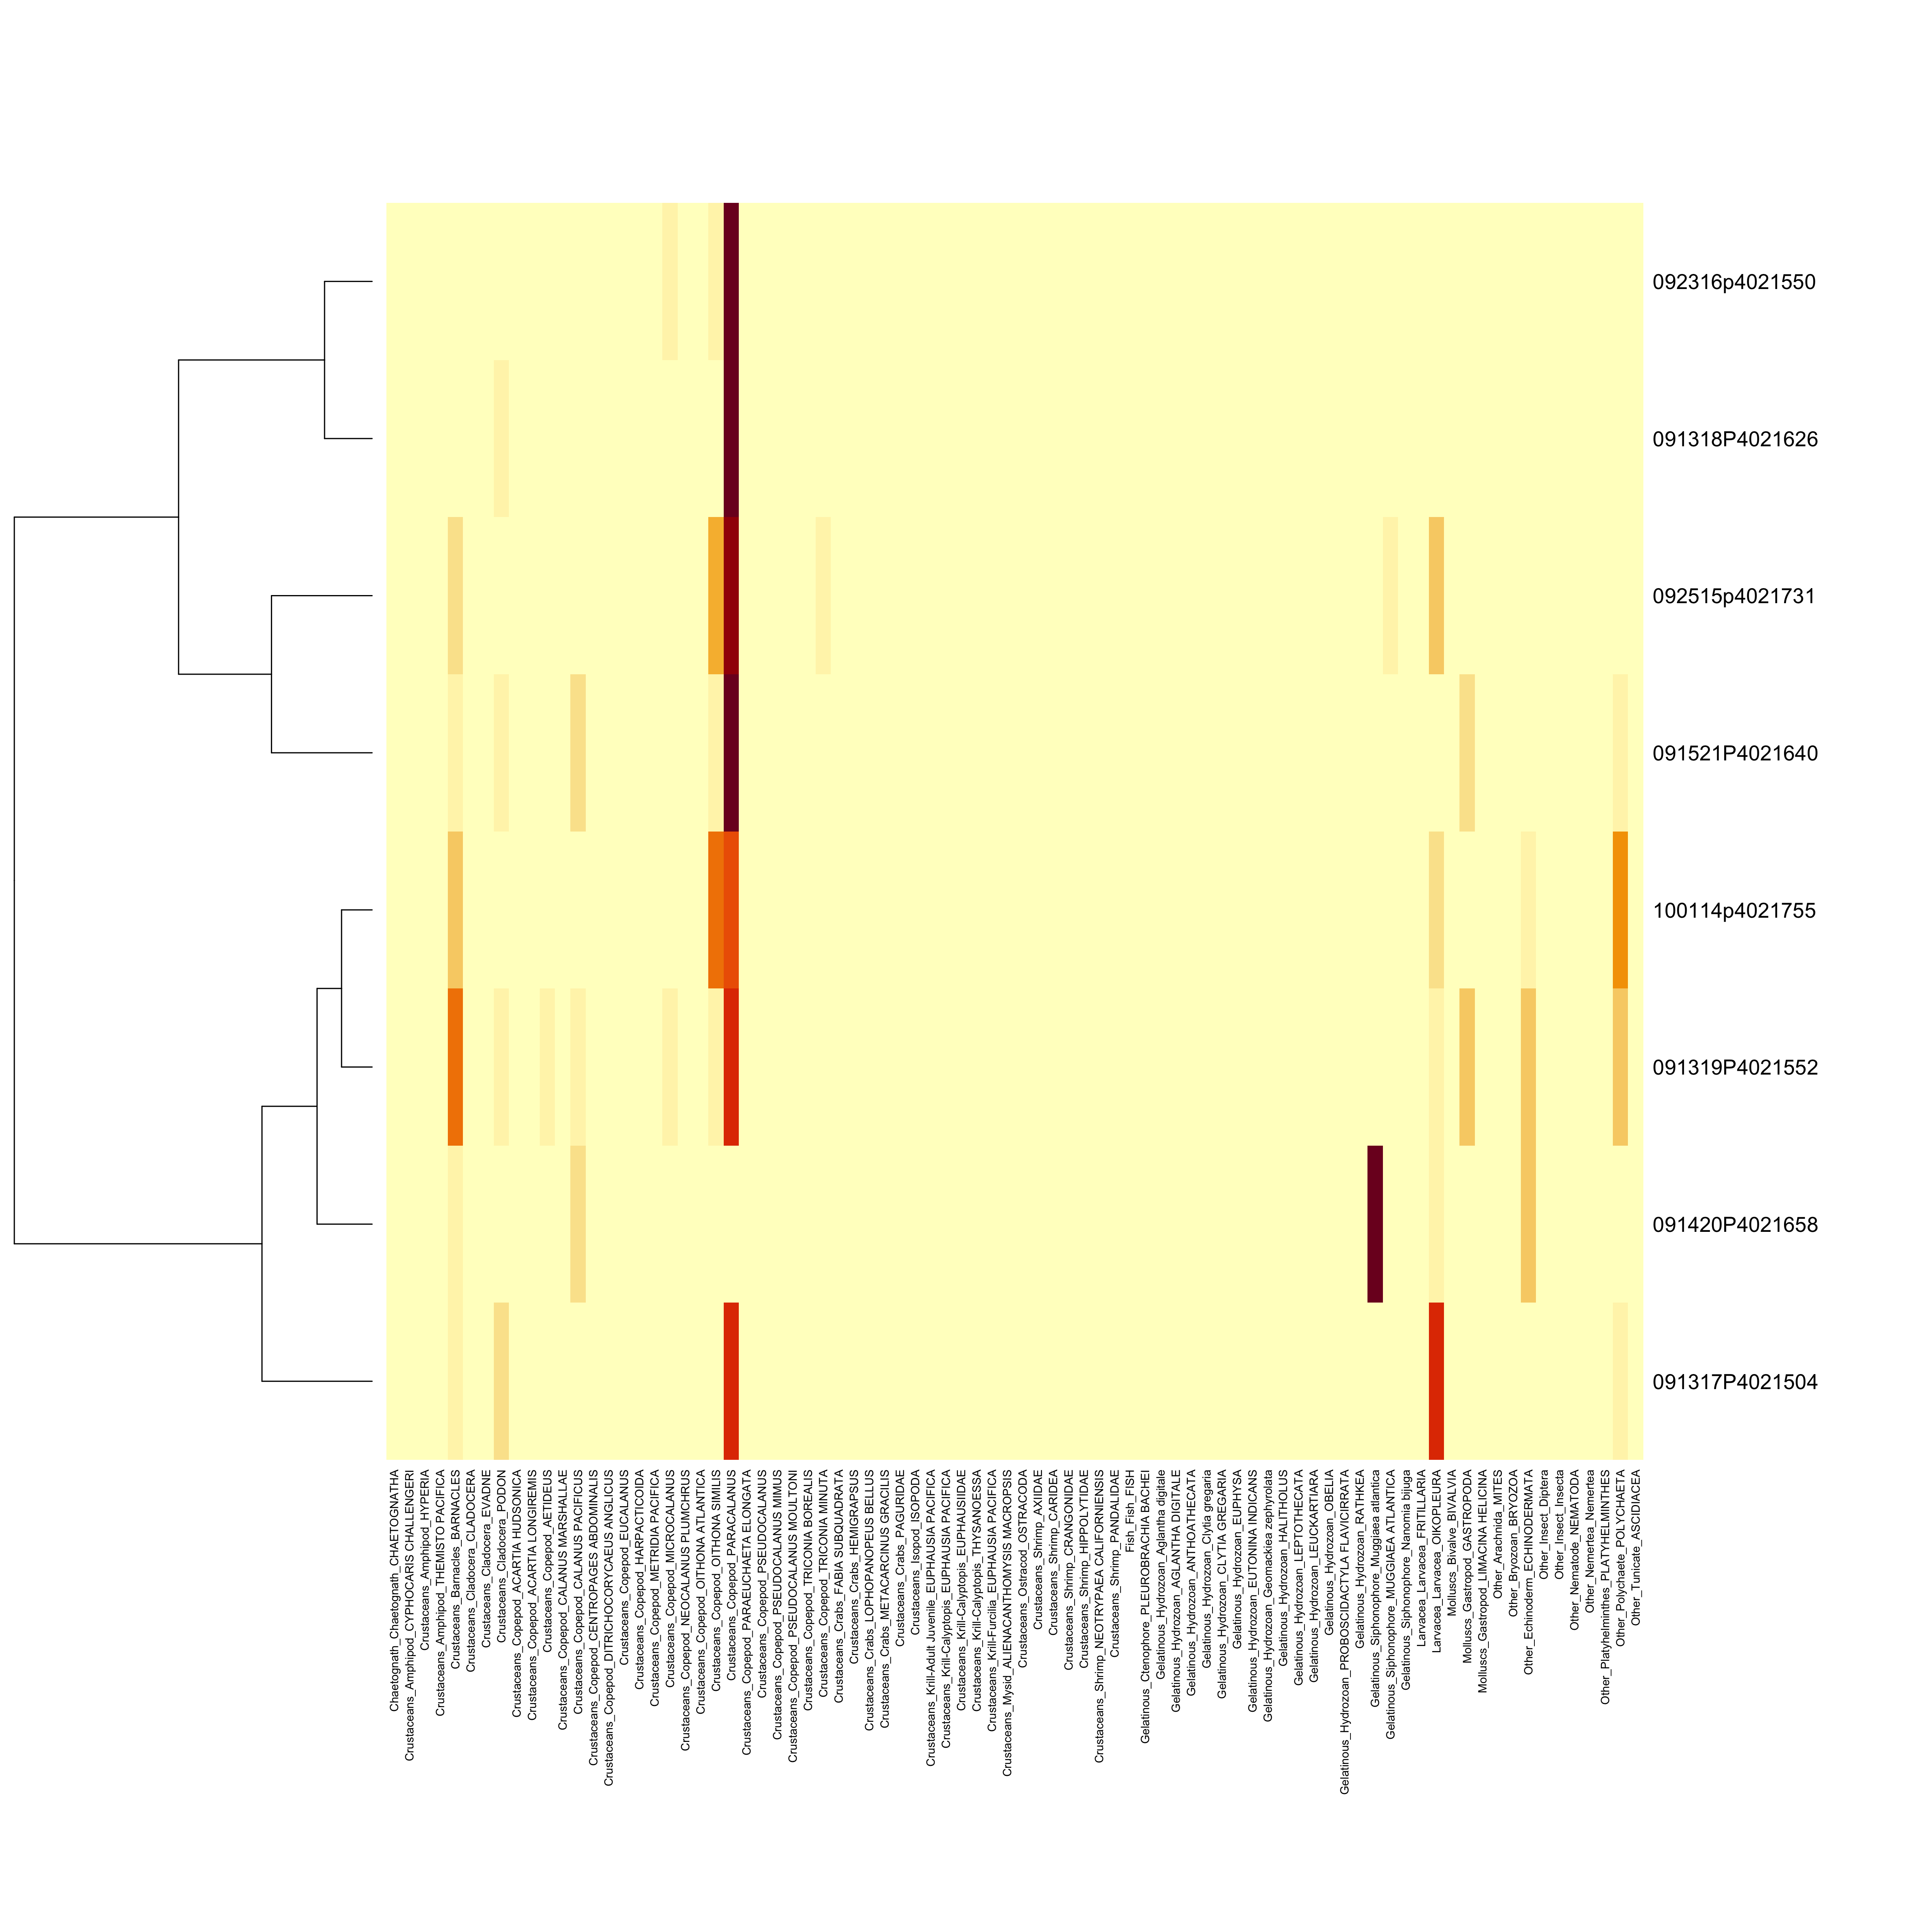 092316p4021550
091318P4021626
092515p4021731
091521P4021640
100114p4021755
091319P4021552
091420P4021658
091317P4021504
Chaetognath_Chaetognath_CHAETOGNATHA
Crustaceans_Amphipod_CYPHOCARIS CHALLENGERI
Crustaceans_Amphipod_HYPERIA
Crustaceans_Amphipod_THEMISTO PACIFICA
Crustaceans_Barnacles_BARNACLES
Crustaceans_Cladocera_CLADOCERA
Crustaceans_Cladocera_EVADNE
Crustaceans_Cladocera_PODON
Crustaceans_Copepod_ACARTIA HUDSONICA
Crustaceans_Copepod_ACARTIA LONGIREMIS
Crustaceans_Copepod_AETIDEUS
Crustaceans_Copepod_CALANUS MARSHALLAE
Crustaceans_Copepod_CALANUS PACIFICUS
Crustaceans_Copepod_CENTROPAGES ABDOMINALIS
Crustaceans_Copepod_DITRICHOCORYCAEUS ANGLICUS
Crustaceans_Copepod_EUCALANUS
Crustaceans_Copepod_HARPACTICOIDA
Crustaceans_Copepod_METRIDIA PACIFICA
Crustaceans_Copepod_MICROCALANUS
Crustaceans_Copepod_NEOCALANUS PLUMCHRUS
Crustaceans_Copepod_OITHONA ATLANTICA
Crustaceans_Copepod_OITHONA SIMILIS
Crustaceans_Copepod_PARACALANUS
Crustaceans_Copepod_PARAEUCHAETA ELONGATA
Crustaceans_Copepod_PSEUDOCALANUS
Crustaceans_Copepod_PSEUDOCALANUS MIMUS
Crustaceans_Copepod_PSEUDOCALANUS MOULTONI
Crustaceans_Copepod_TRICONIA BOREALIS
Crustaceans_Copepod_TRICONIA MINUTA
Crustaceans_Crabs_FABIA SUBQUADRATA
Crustaceans_Crabs_HEMIGRAPSUS
Crustaceans_Crabs_LOPHOPANOPEUS BELLUS
Crustaceans_Crabs_METACARCINUS GRACILIS
Crustaceans_Crabs_PAGURIDAE
Crustaceans_Isopod_ISOPODA
Crustaceans_Krill-Adult Juvenile_EUPHAUSIA PACIFICA
Crustaceans_Krill-Calyptopis_EUPHAUSIA PACIFICA
Crustaceans_Krill-Calyptopis_EUPHAUSIIDAE
Crustaceans_Krill-Calyptopis_THYSANOESSA
Crustaceans_Krill-Furcilia_EUPHAUSIA PACIFICA
Crustaceans_Mysid_ALIENACANTHOMYSIS MACROPSIS
Crustaceans_Ostracod_OSTRACODA
Crustaceans_Shrimp_AXIIDAE
Crustaceans_Shrimp_CARIDEA
Crustaceans_Shrimp_CRANGONIDAE
Crustaceans_Shrimp_HIPPOLYTIDAE
Crustaceans_Shrimp_NEOTRYPAEA CALIFORNIENSIS
Crustaceans_Shrimp_PANDALIDAE
Fish_Fish_FISH
Gelatinous_Ctenophore_PLEUROBRACHIA BACHEI
Gelatinous_Hydrozoan_Aglantha digitale
Gelatinous_Hydrozoan_AGLANTHA DIGITALE
Gelatinous_Hydrozoan_ANTHOATHECATA
Gelatinous_Hydrozoan_Clytia gregaria
Gelatinous_Hydrozoan_CLYTIA GREGARIA
Gelatinous_Hydrozoan_EUPHYSA
Gelatinous_Hydrozoan_EUTONINA INDICANS
Gelatinous_Hydrozoan_Geomackiea zephyrolata
Gelatinous_Hydrozoan_HALITHOLUS
Gelatinous_Hydrozoan_LEPTOTHECATA
Gelatinous_Hydrozoan_LEUCKARTIARA
Gelatinous_Hydrozoan_OBELIA
Gelatinous_Hydrozoan_PROBOSCIDACTYLA FLAVICIRRATA
Gelatinous_Hydrozoan_RATHKEA
Gelatinous_Siphonophore_Muggiaea atlantica
Gelatinous_Siphonophore_MUGGIAEA ATLANTICA
Gelatinous_Siphonophore_Nanomia bijuga
Larvacea_Larvacea_FRITILLARIA
Larvacea_Larvacea_OIKOPLEURA
Molluscs_Bivalve_BIVALVIA
Molluscs_Gastropod_GASTROPODA
Molluscs_Gastropod_LIMACINA HELICINA
Other_Arachnida_MITES
Other_Bryozoan_BRYOZOA
Other_Echinoderm_ECHINODERMATA
Other_Insect_Diptera
Other_Insect_Insecta
Other_Nematode_NEMATODA
Other_Nemertea_Nemertea
Other_Platyhelminthes_PLATYHELMINTHES
Other_Polychaete_POLYCHAETA
Other_Tunicate_ASCIDIACEA